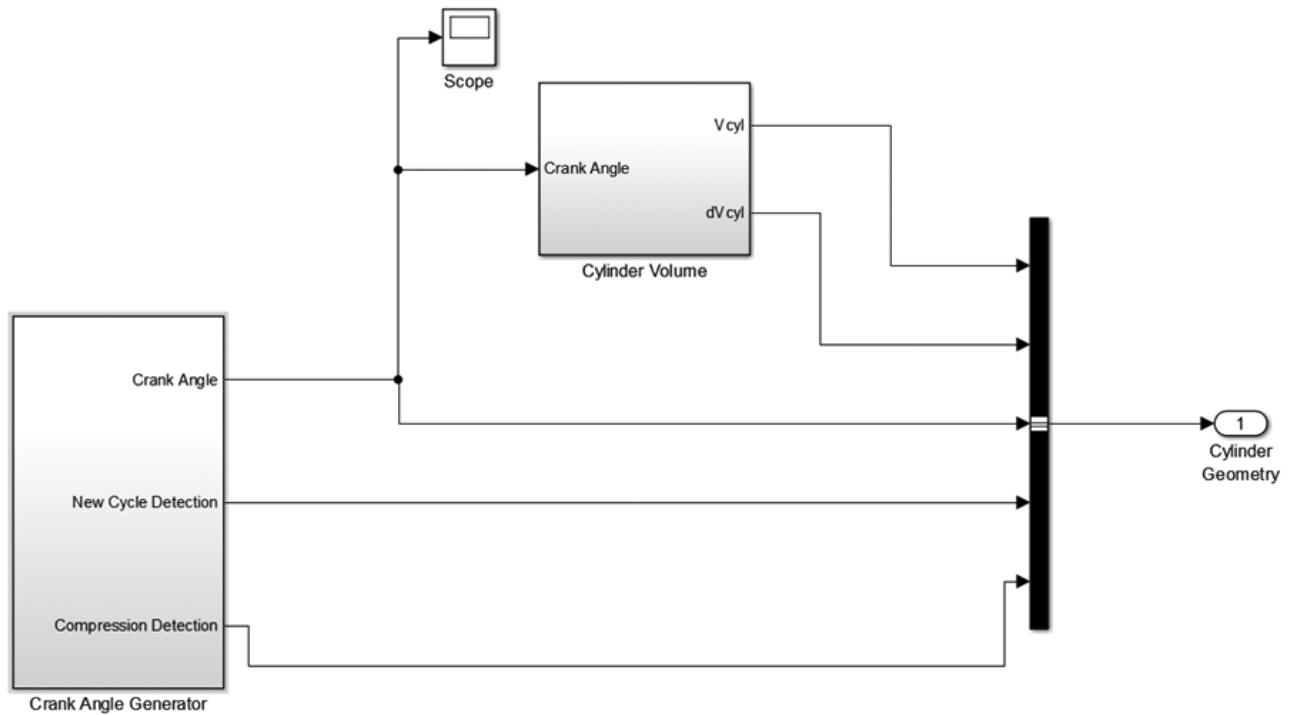 Scope
Vcyl
Crank Angle
dVcyl
Cylinder Volume
Crank Angle
New Cycle Detection
Compression Detection
Crank Angle Generator
1
Cylinder
Geometry